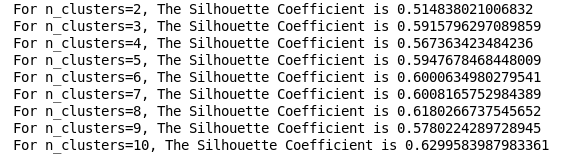 For n_clusters=2, The Silhouette Coefficient is 0.514838021006832
For n_clusters=3, The Silhouette Coefficient is 0.5915796297089859
For n_clusters=4, The Silhouette Coefficient is 0.567363423484236
For n_clusters=5, The Silhouette Coefficient is 0.5947678468448009
For n_clusters=6, The Silhouette Coefficient is 0.6000634980279541
For n_clusters=7, The Silhouette Coefficient is 0.6008165752984389
For n_clusters=8, The Silhouette Coefficient is 0.6180266737545652
For n_clusters=9, The Silhouette Coefficient is 0.5780224289728945
For n_clusters=10, The Silhouette Coefficient is 0.6299583987983361